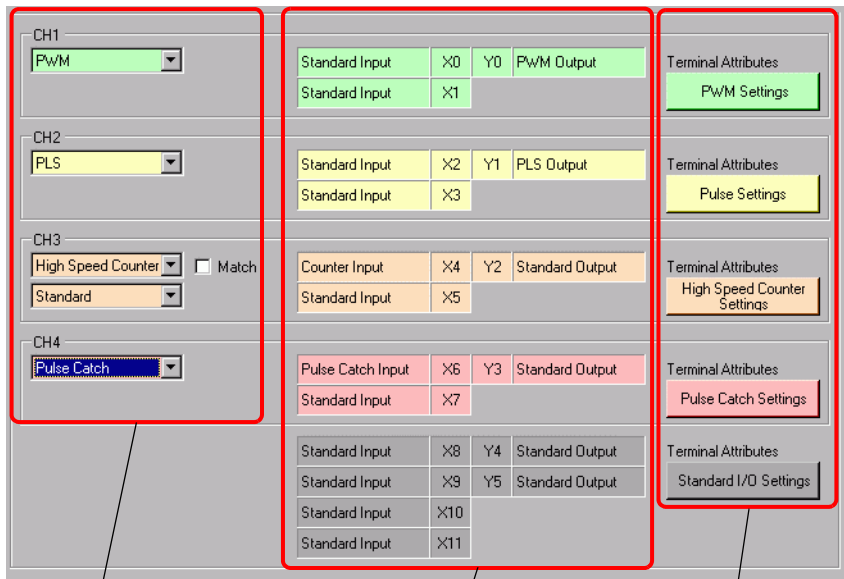 CH1
PWM
Standard Input X0 Y0 PWM Output
Terminal Attributes
Standard Input X1
PWM Settings
CH2
PLS
Standard Input X2 Y1 PLS Output
Terminal Attributes
Standard Input X3
Pulse Settings
CH3
High Speed Counter Match
Counter Input X4 Y2 Standard Output
Terminal Attributes
Standard
Standard Input X5
High Speed Counter
Settings
CH4
Pulse Catch
Pulse Catch Input X6 Y3 Standard Output
Terminal Attributes
Standard Input X7
Pulse Catch Settings
Standard Input X8 Y4 Standard Output
Terminal Attributes
Standard Input X9 Y5 Standard Output
Standard I/O Settings
Standard Input X10
Standard Input X11